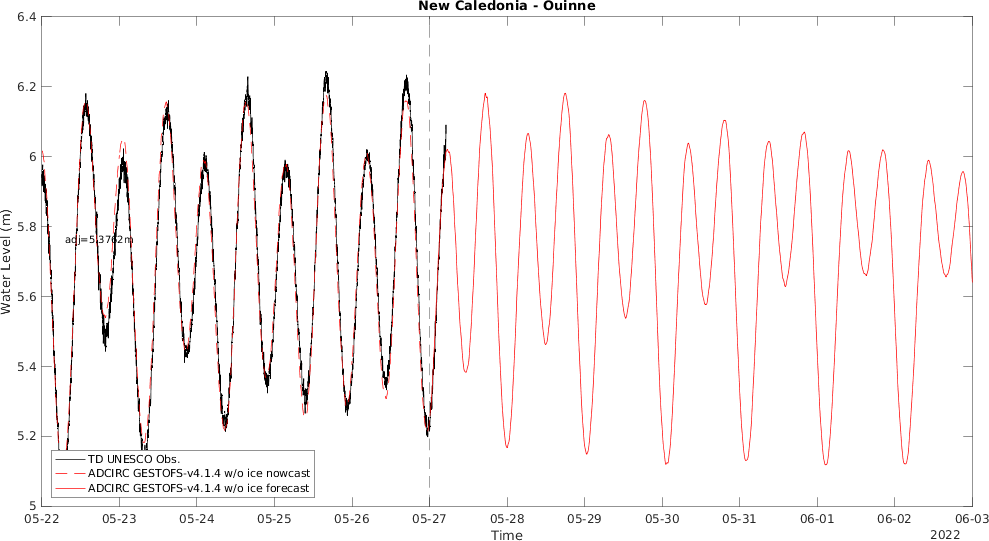 New Caledonia - Ouinne
6.4
6.2
6
5.8
5.6
5.4
5.2
5
Water Level (m)
adj=5.3762m
TD UNESCO Obs.
ADCIRC GESTOFS-v4.1.4 w/o ice nowcast
ADCIRC GESTOFS-v4.1.4 w/o ice forecast
05-22 05-23 05-24 05-25 05-26 05-27 05-28 05-29 05-30 05-31 06-01 06-02 06-03
Time
2022